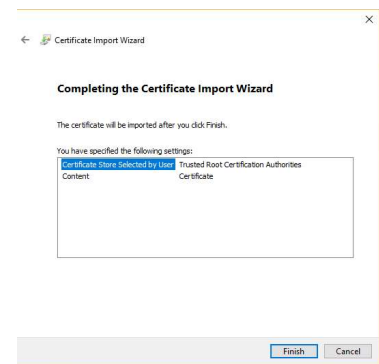 Certificate Import Wizard
Completing the Certificate Import Wizard
The certificate will be imported after you click Finish.
You have specified the following settings:
Certificate Store Selected by User Trusted Root Certification Authorities
Content Certificate
Finish Cancel